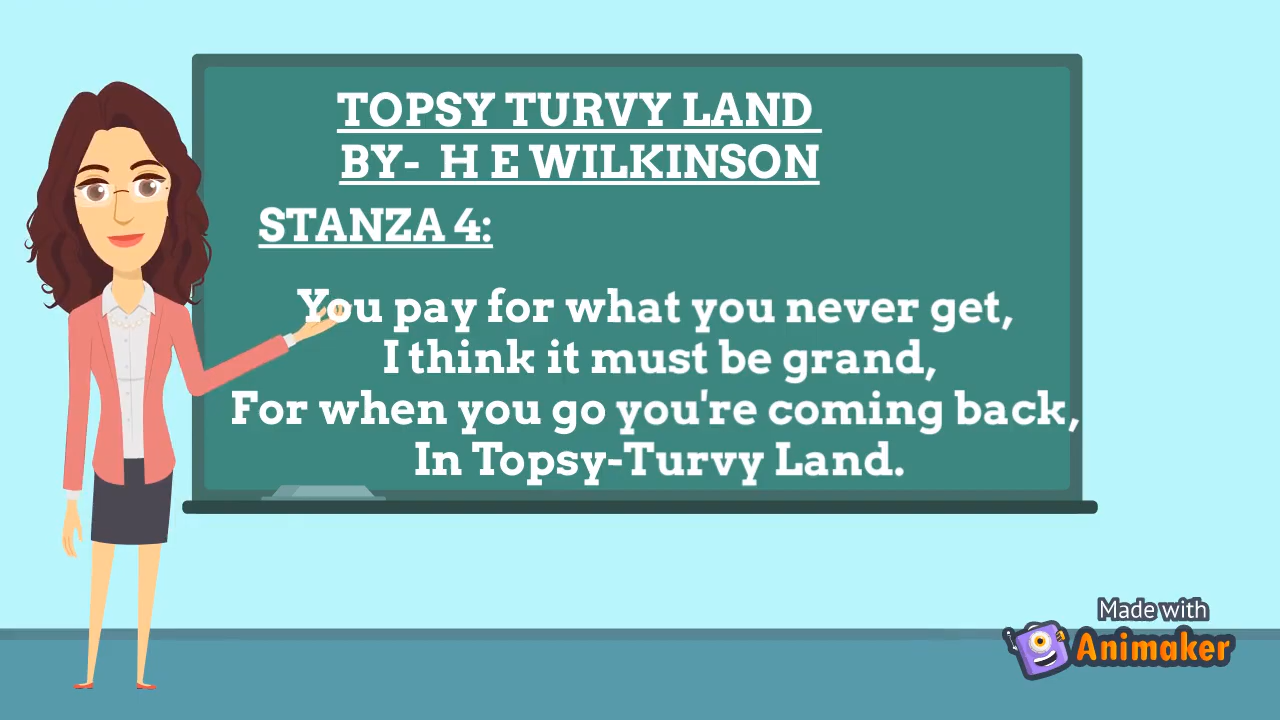 TOPSY TURVY LAND
BY- H E WILKINSON
STANZA 4:
You pay for what you never get,
I think it must be grand,
For when you go you're coming back,
In Topsy-Turvy Land.
Made with
Animaker